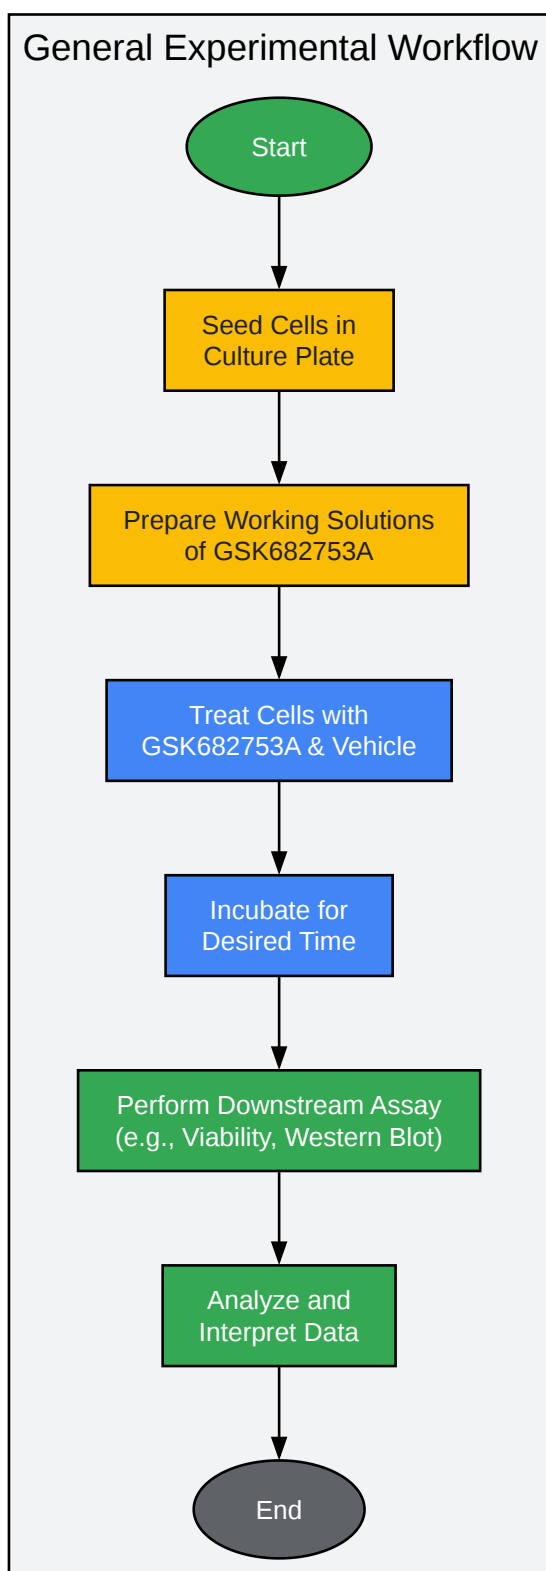 General Experimental Workflow
Start
Seed Cells in
Culture Plate
Prepare Working Solutions
of GSK682753A
Treat Cells with
GSK682753A & Vehicle
Incubate for
Desired Time
Perform Downstream Assay
(e.g., Viability, Western Blot)
Analyze and
Interpret Data
End